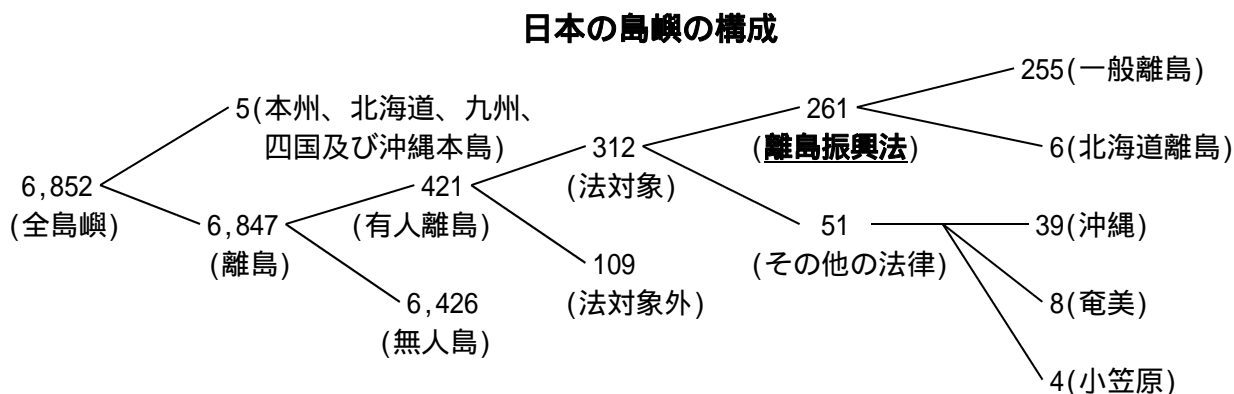 日本の島嶼の構成
255(一般離島)
5(本州、北海道、九州、
四国及び沖縄本島)
261
(離島振興法)
6(北海道離島)
312
(法対象)
6,852
(全島嶼)
421
(有人離島)
6,847
(離島)
51
(その他の法律)
39(沖縄)
109
(法対象外)
6,426
(無人島)
8(奄美)
4(小笠原)